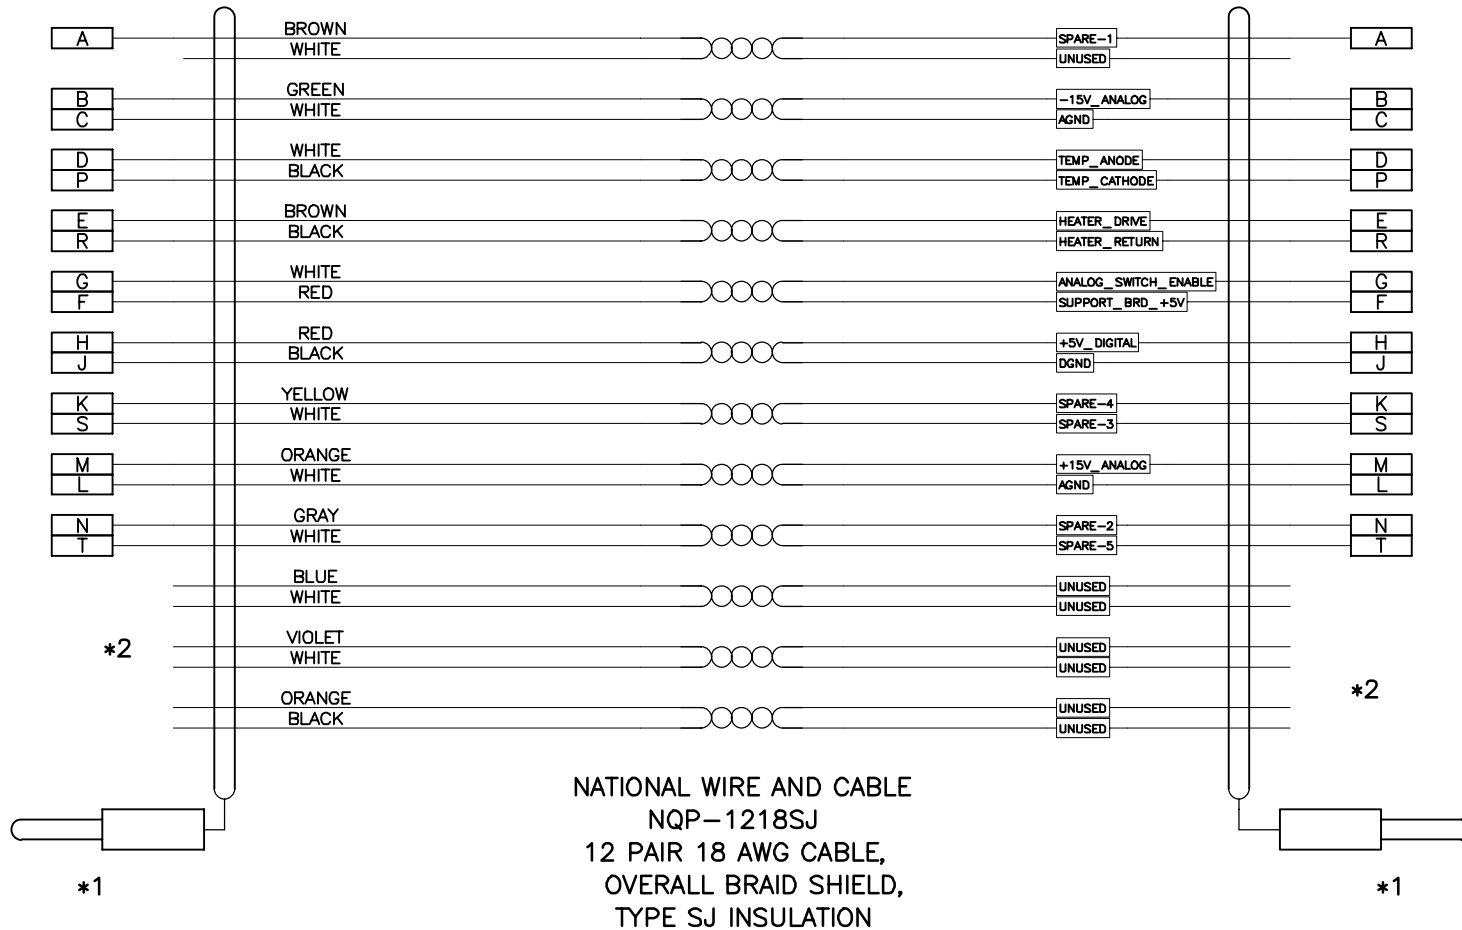 A BROWN SPARE-1 A
WHITE UNUSED
B GREEN -15V_ANALOG B
C WHITE AGND C
D WHITE TEMP_ANODE D
P BLACK TEMP_CATHODE P
E BROWN HEATER_DRIVE E
R BLACK HEATER_RETURN R
G WHITE ANALOG_SWITCH_ENABLE G
F RED SUPPORT_BRD_+5V F
H RED +5V_DIGITAL H
J BLACK DGND J
K YELLOW SPARE-4 K
S WHITE SPARE-3 S
M ORANGE +15V_ANALOG M
L WHITE AGND L
N GRAY SPARE-2 N
T WHITE SPARE-5 T
BLUE UNUSED
WHITE UNUSED
*2 VIOLET UNUSED
WHITE UNUSED
*2
ORANGE UNUSED
BLACK UNUSED
NATIONAL WIRE AND CABLE
NQP-1218SJ
12 PAIR 18 AWG CABLE,
OVERALL BRAID SHIELD,
TYPE SJ INSULATION
*1 *1